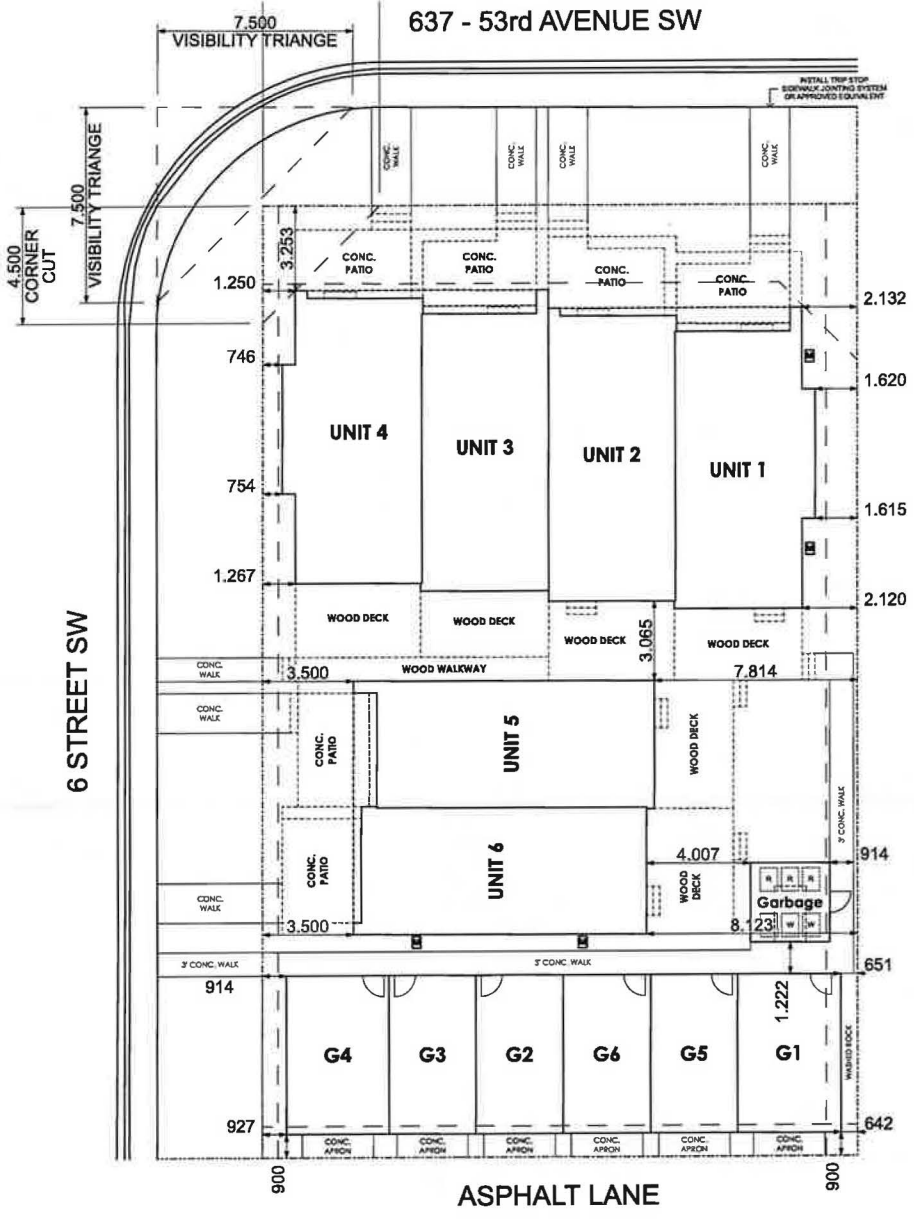 637 - 53rd AVENUE SW
7.500
VISIBILITY TRIANGE
INSTALL TRIP STOP
SIDEWALK JOINTING SYSTEM
OR APPROVED EQUIVALENT
7.500
VISIBILITY TRIANGE
4.500
CORNER
CUT
CONC.
WALK
CONC.
WALK
CONC.
WALK
CONC.
WALK
3.253
CONC.
PATIO
CONC.
PATIO
CONC.
PATIO
CONC.
PATIO
1.250
2.132
746
1.620
UNIT 4
UNIT 3
UNIT 2
UNIT 1
754
1.615
1.267
2.120
WOOD DECK
WOOD DECK
WOOD DECK
WOOD DECK
3.065
6 STREET SW
CONC.
WALK
3.500
WOOD WALKWAY
7.814
CONC.
WALK
CONC.
PATIO
UNIT 5
WOOD DECK
3' CONC. WALK
CONC.
PATIO
UNIT 6
4.007
914
WOOD
DECK
R R R
Garbage
W W
CONC.
WALK
3.500
8.123
3' CONC. WALK
3' CONC. WALK
651
914
1.222
G4
G3
G2
G6
G5
G1
WASHED ROCK
927
642
CONC.
APRON
CONC.
APRON
CONC.
APRON
CONC.
APRON
CONC.
APRON
CONC.
APRON
900
900
ASPHALT LANE